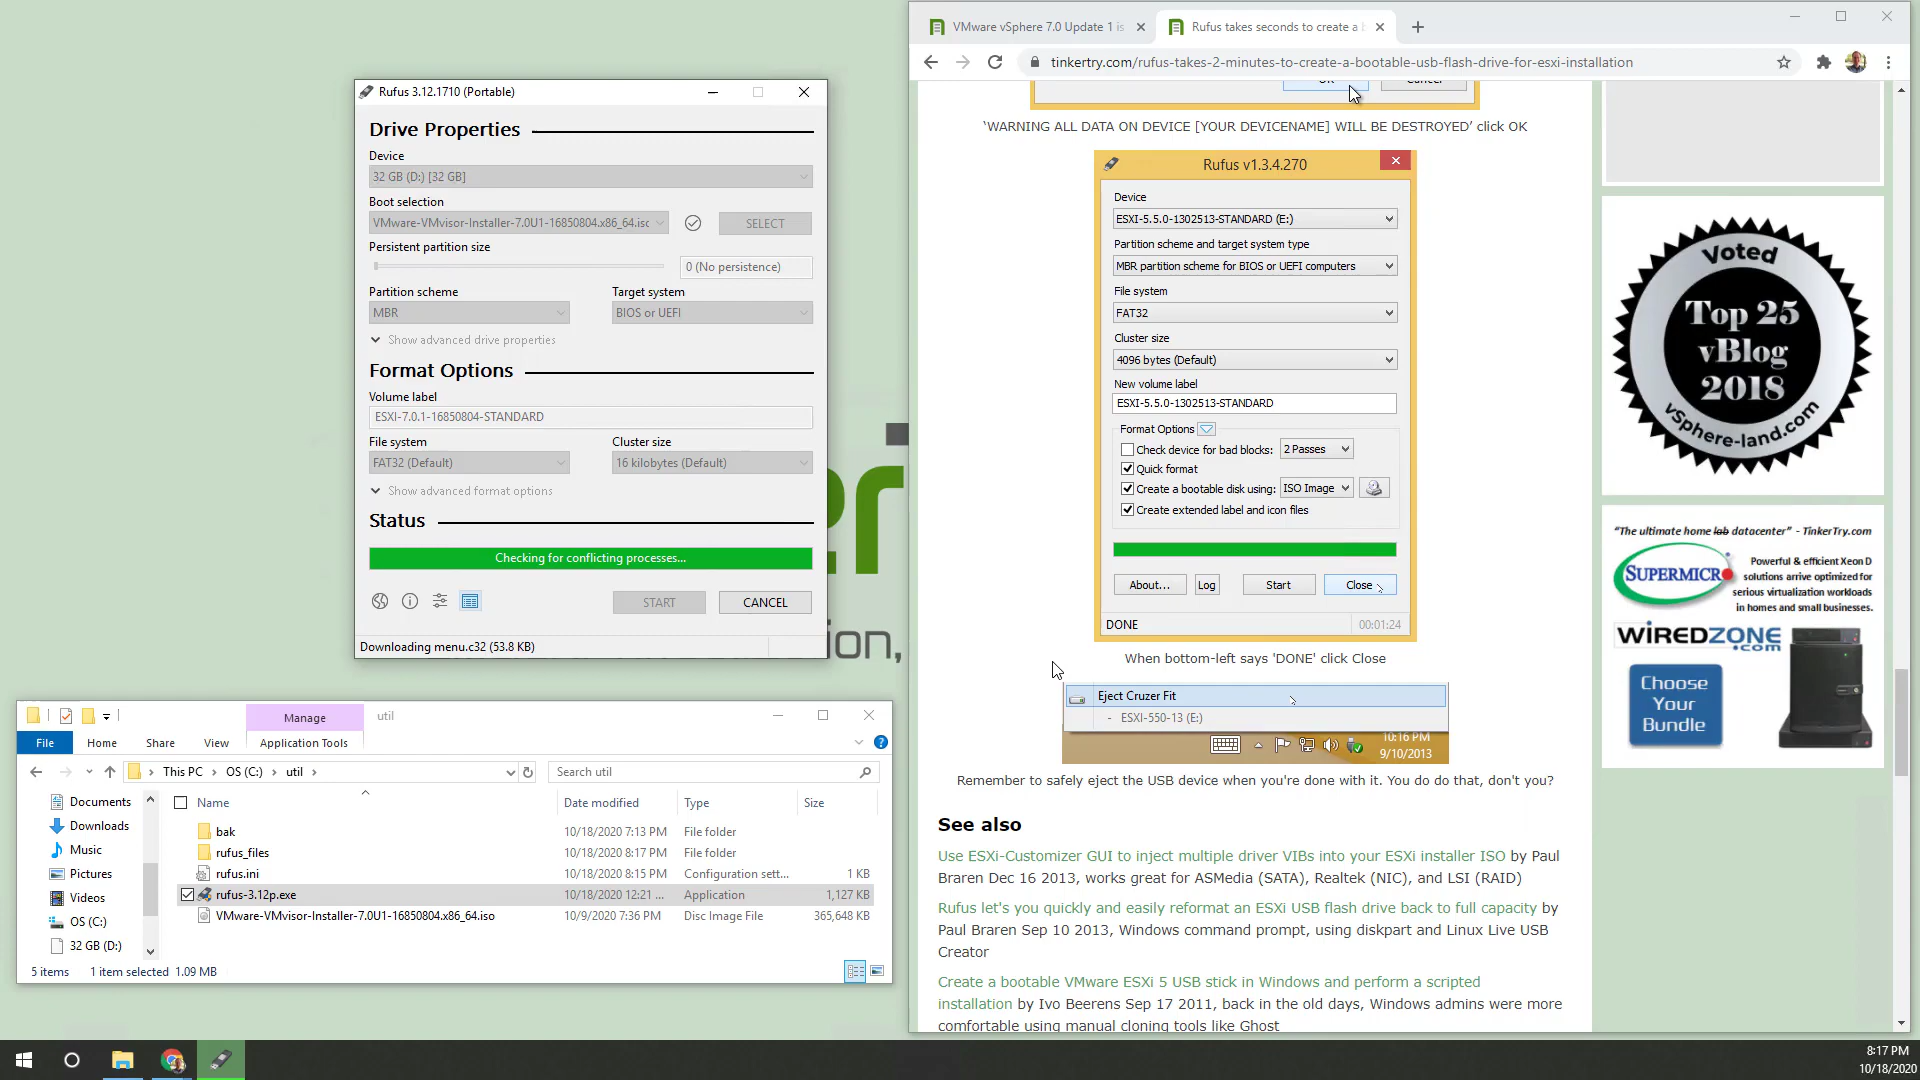 Rufus 3.12.1710 (Portable)
Drive Properties
Device
32 GB (D:) [32 GB]
Boot selection
VMware-VMvisor-Installer-7.0U1-16850804.x86_64.iso
SELECT
Persistent partition size
0 (No persistence)
Partition scheme
Target system
MBR
BIOS or UEFI
Show advanced drive properties
Format Options
Volume label
ESXI-7.0.1-16850804-STANDARD
File system
Cluster size
FAT32 (Default)
16 kilobytes (Default)
Show advanced format options
Status
Checking for conflicting processes...
START
CANCEL
Downloading menu.c32 (53.8 KB)
ion,
Manage
util
File
Home
Share
View
Application Tools
This PC
OS (C:)
util
Search util
Documents
Downloads
Music
Pictures
Videos
OS (C:)
32 GB (D:)
Name
Date modified
Type
Size
bak
10/18/2020 7:13 PM
File folder
rufus_files
10/18/2020 8:17 PM
File folder
rufus.ini
10/18/2020 8:15 PM
Configuration sett...
1 KB
rufus-3.12p.exe
10/18/2020 12:21 ...
Application
1,127 KB
VMware-VMvisor-Installer-7.0U1-16850804.x86_64.iso
10/9/2020 7:36 PM
Disc Image File
365,648 KB
5 items
1 item selected 1.09 MB
VMware vSphere 7.0 Update 1 is
Rufus takes seconds to create a b
tinkertry.com/rufus-takes-2-minutes-to-create-a-bootable-usb-flash-drive-for-esxi-installation
OK
Cancel
‘WARNING ALL DATA ON DEVICE [YOUR DEVICENAME] WILL BE DESTROYED’ click OK
Rufus v1.3.4.270
Device
ESXI-5.5.0-1302513-STANDARD (E:)
Partition scheme and target system type
MBR partition scheme for BIOS or UEFI computers
File system
FAT32
Cluster size
4096 bytes (Default)
New volume label
ESXI-5.5.0-1302513-STANDARD
Format Options
Check device for bad blocks:
2 Passes
Quick format
Create a bootable disk using:
ISO Image
Create extended label and icon files
About...
Log
Start
Close
DONE
00:01:24
When bottom-left says 'DONE' click Close
Eject Cruzer Fit
- ESXI-550-13 (E:)
10:16 PM
9/10/2013
Remember to safely eject the USB device when you're done with it. You do do that, don't you?
See also
Use ESXi-Customizer GUI to inject multiple driver VIBs into your ESXi installer ISO by Paul
Braren Dec 16 2013, works great for ASMedia (SATA), Realtek (NIC), and LSI (RAID)
Rufus let's you quickly and easily reformat an ESXi USB flash drive back to full capacity by
Paul Braren Sep 10 2013, Windows command prompt, using diskpart and Linux Live USB
Creator
Create a bootable VMware ESXi 5 USB stick in Windows and perform a scripted
installation by Ivo Beerens Sep 17 2011, back in the old days, Windows admins were more
comfortable using manual cloning tools like Ghost
Voted
Top 25
vBlog
2018
vSphere-land.com
“The ultimate home lab datacenter” - TinkerTry.com
SUPERMICRO
Powerful & efficient Xeon D
solutions arrive optimized for
serious virtualization workloads
in homes and small businesses.
WIREDZONE
Choose
Your
Bundle
8:17 PM
10/18/2020